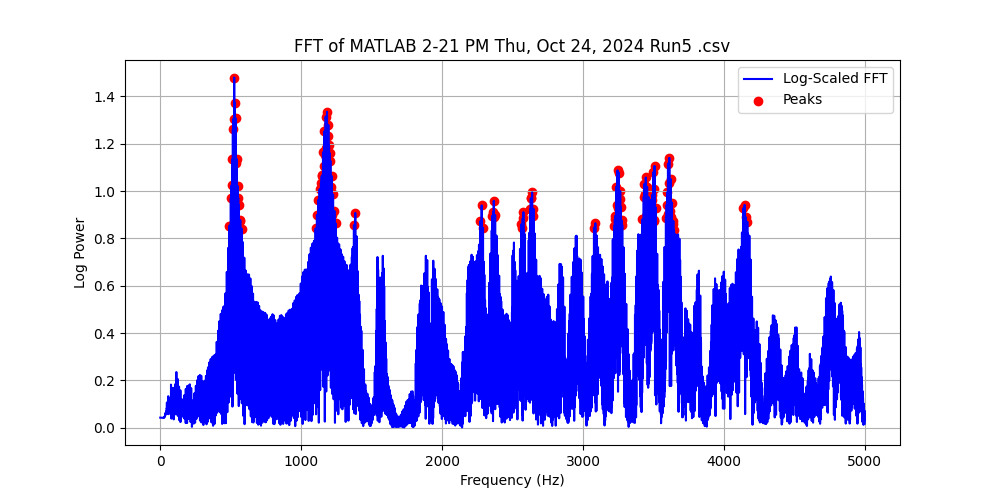 FFT of MATLAB 2-21 PM Thu, Oct 24, 2024 Run5 .csv
Log-Scaled FFT
Peaks
Log Power
1.4
1.2
1.0
0.8
0.6
0.4
0.2
0.0
0 1000 2000 3000 4000 5000
Frequency (Hz)